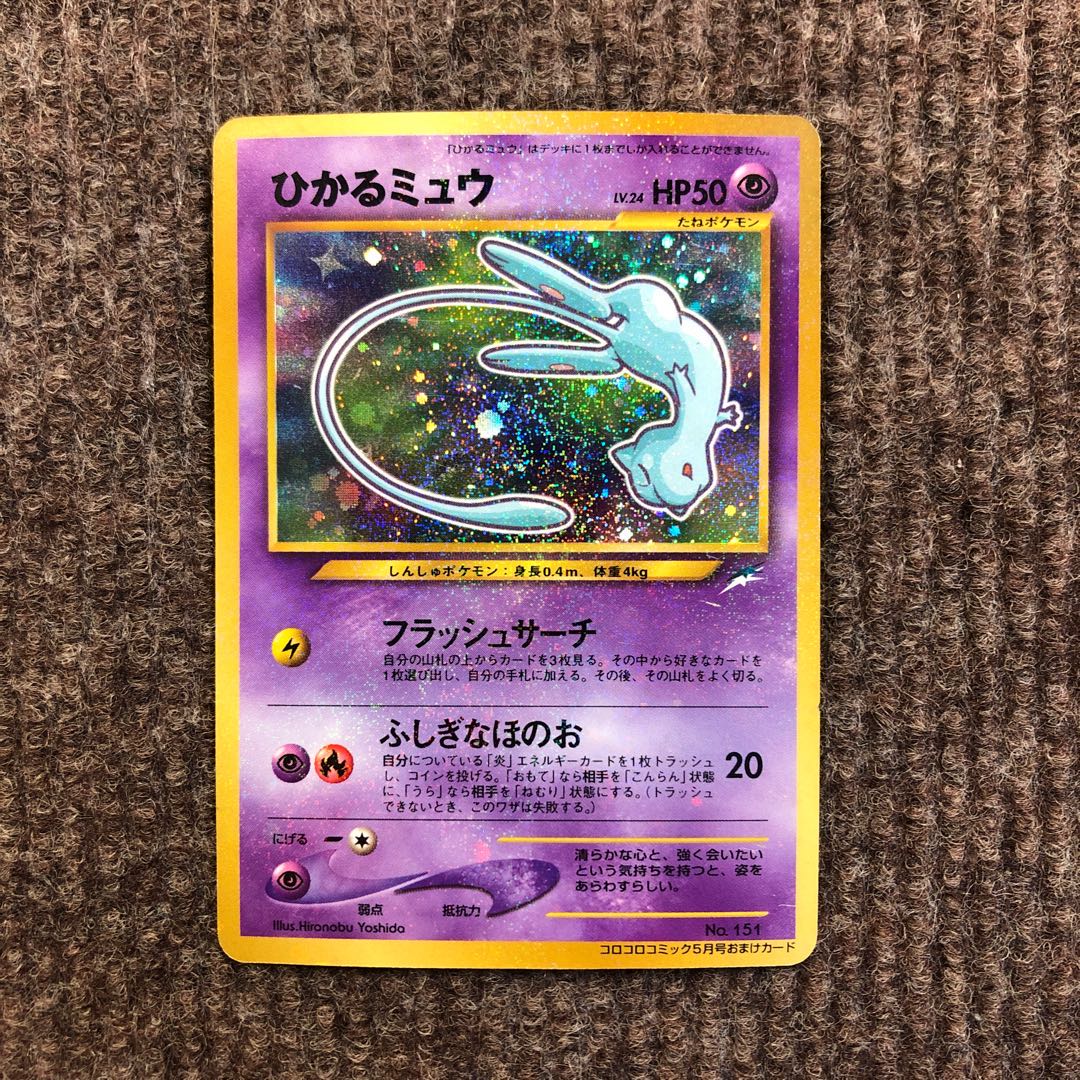 「ひかるミュウ」はデッキに1枚までしか入れることができません。
ひかるミュウ LV.24 HP50
たねポケモン
しんしゅポケモン：身長0.4m、体重4kg
フラッシュサーチ
自分の山札の上からカードを3枚見る。その中から好きなカードを
1枚選び出し、自分の手札に加える。その後、その山札をよく切る。
ふしぎなほのお
自分についている「炎」エネルギーカードを1枚トラッシュ
し、コインを投げる。「おもて」なら相手を「こんらん」状態
に、「うら」なら相手を「ねむり」状態にする。（トラッシュ
できないとき、このワザは失敗する。）
20
にげる
弱点
抵抗力
清らかな心と、強く会いたい
という気持ちを持つと、姿を
あらわすらしい。
Illus.Hironobu Yoshida
No. 151
コロコロコミック5月号おまけカード